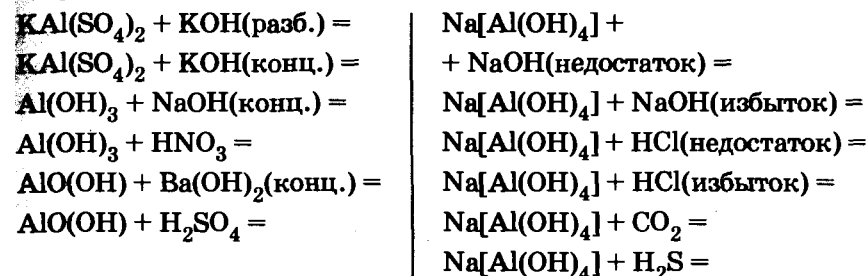 KAl(SO₄)₂ + KOH(разб.) =
KAl(SO₄)₂ + KOH(конц.) =
Al(OH)₃ + NaOH(конц.) =
Al(OH)₃ + HNO₃ =
AlO(OH) + Ba(OH)₂(конц.) =
AlO(OH) + H₂SO₄ =
Na[Al(OH)₄] +
+ NaOH(недостаток) =
Na[Al(OH)₄] + NaOH(избыток) =
Na[Al(OH)₄] + HCl(недостаток) =
Na[Al(OH)₄] + HCl(избыток) =
Na[Al(OH)₄] + CO₂ =
Na[Al(OH)₄] + H₂S =